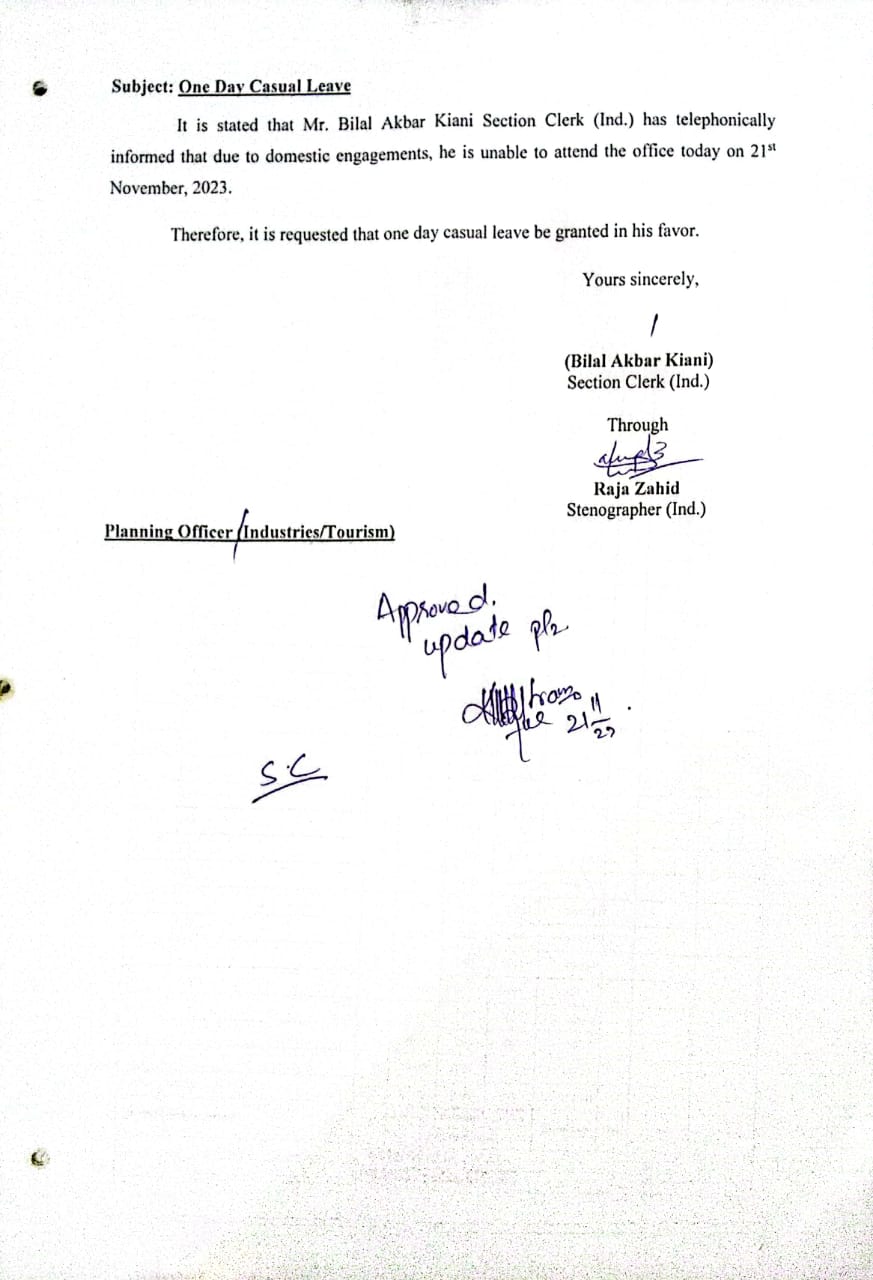 Subject: One Day Casual Leave
It is stated that Mr. Bilal Akbar Kiani Section Clerk (Ind.) has telephonically
informed that due to domestic engagements, he is unable to attend the office today on 21st
November, 2023.
Therefore, it is requested that one day casual leave be granted in his favor.
Yours sincerely,
(Bilal Akbar Kiani)
Section Clerk (Ind.)
Through
Raja Zahid
Stenographer (Ind.)
Planning Officer (Industries/Tourism)
Approved.
update plz
21/11/23
S.C